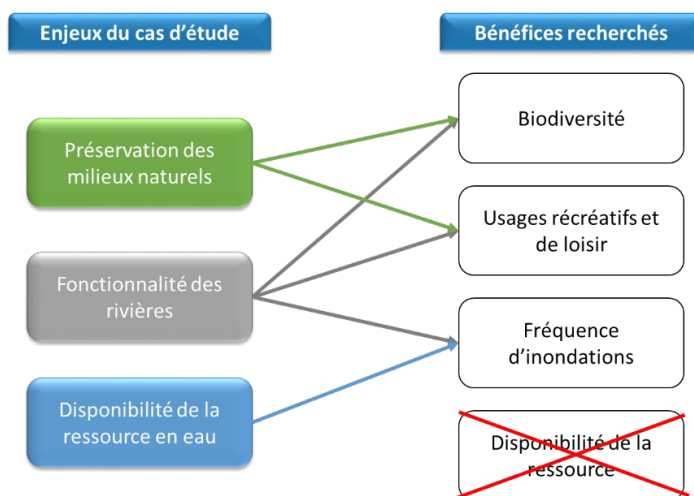 Enjeux du cas d'étude
Bénéfices recherchés
Préservation des
milieux naturels
Fonctionnalité des
rivières
Disponibilité de la
ressource en eau
Biodiversité
Usages récréatifs et
de loisir
Fréquence
d'inondations
Disponibilité de la
ressource